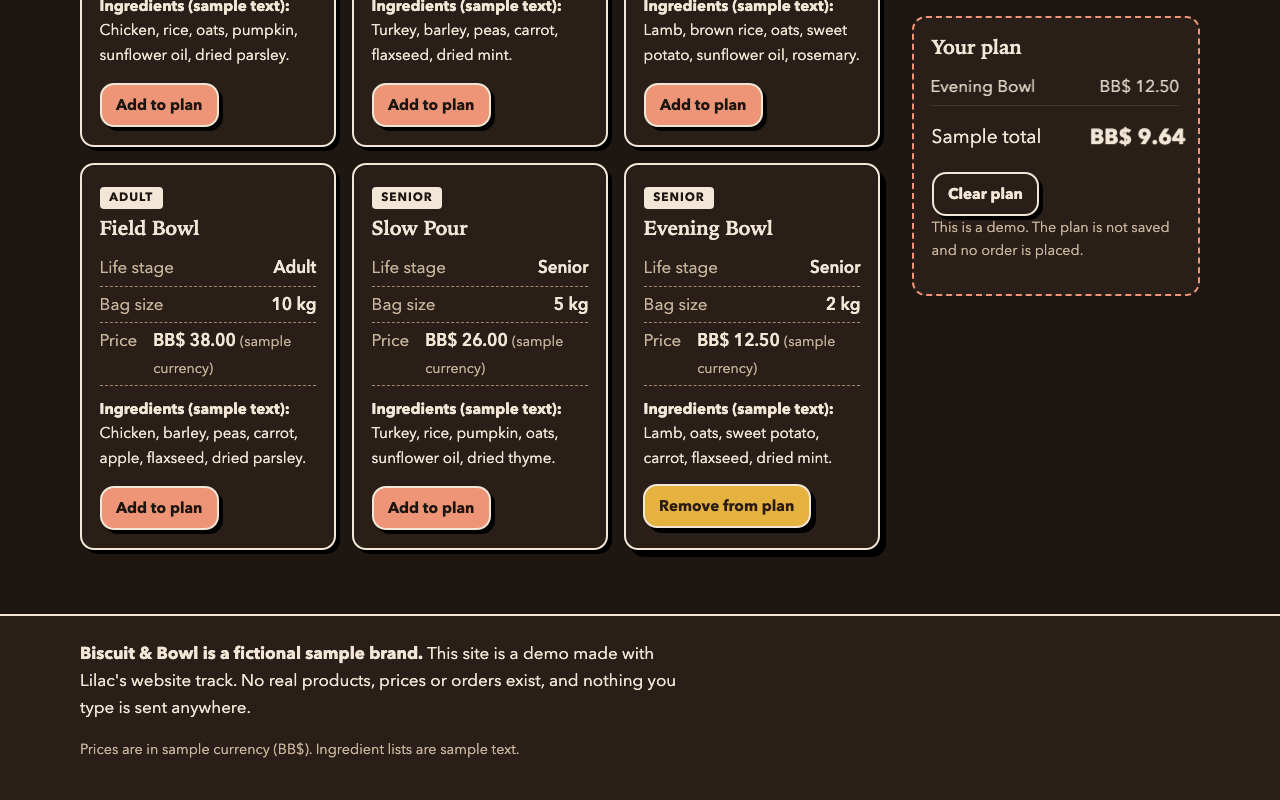 Ingredients (sample text):
Chicken, rice, oats, pumpkin,
sunflower oil, dried parsley.
Add to plan
Ingredients (sample text):
Turkey, barley, peas, carrot,
flaxseed, dried mint.
Add to plan
Ingredients (sample text):
Lamb, brown rice, oats, sweet
potato, sunflower oil, rosemary.
Add to plan
Your plan
Evening Bowl BB$ 12.50
Sample total BB$ 9.64
Clear plan
This is a demo. The plan is not saved
and no order is placed.
ADULT
Field Bowl
Life stage Adult
Bag size 10 kg
Price BB$ 38.00 (sample
currency)
Ingredients (sample text):
Chicken, barley, peas, carrot,
apple, flaxseed, dried parsley.
Add to plan
SENIOR
Slow Pour
Life stage Senior
Bag size 5 kg
Price BB$ 26.00 (sample
currency)
Ingredients (sample text):
Turkey, rice, pumpkin, oats,
sunflower oil, dried thyme.
Add to plan
SENIOR
Evening Bowl
Life stage Senior
Bag size 2 kg
Price BB$ 12.50 (sample
currency)
Ingredients (sample text):
Lamb, oats, sweet potato,
carrot, flaxseed, dried mint.
Remove from plan
Biscuit & Bowl is a fictional sample brand. This site is a demo made with
Lilac's website track. No real products, prices or orders exist, and nothing you
type is sent anywhere.
Prices are in sample currency (BB$). Ingredient lists are sample text.